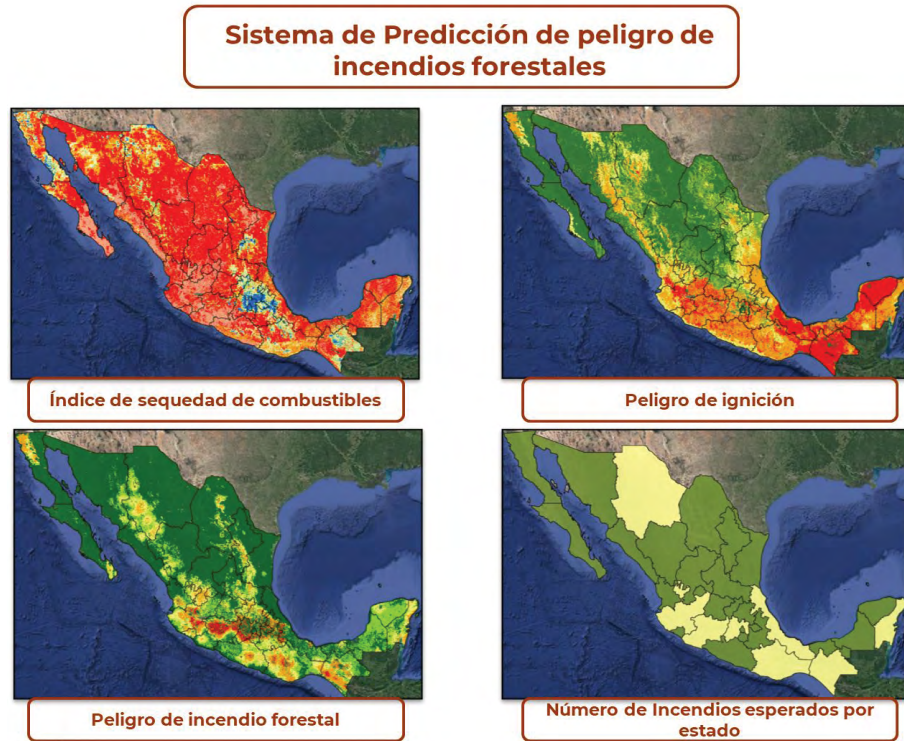 Sistema de Predicción de peligro de
incendios forestales
Índice de sequedad de combustibles
Peligro de ignición
Peligro de incendio forestal
Número de Incendios esperados por
estado